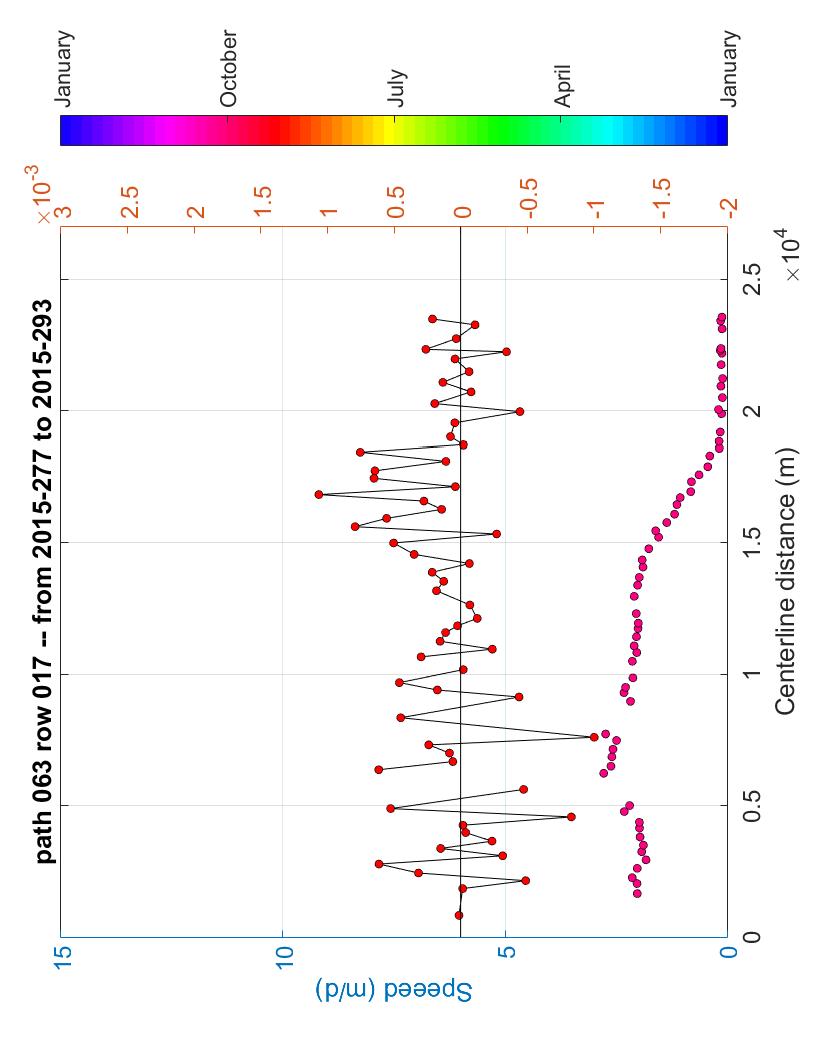 path 063 row 017 -- from 2015-277 to 2015-293
Speeed (m/d)
15
10
5
0
0
0.5
1
1.5
2
2.5
×10^4
Centerline distance (m)
×10^-3
3
2.5
2
1.5
1
0.5
0
-0.5
-1
-1.5
-2
January
October
July
April
January